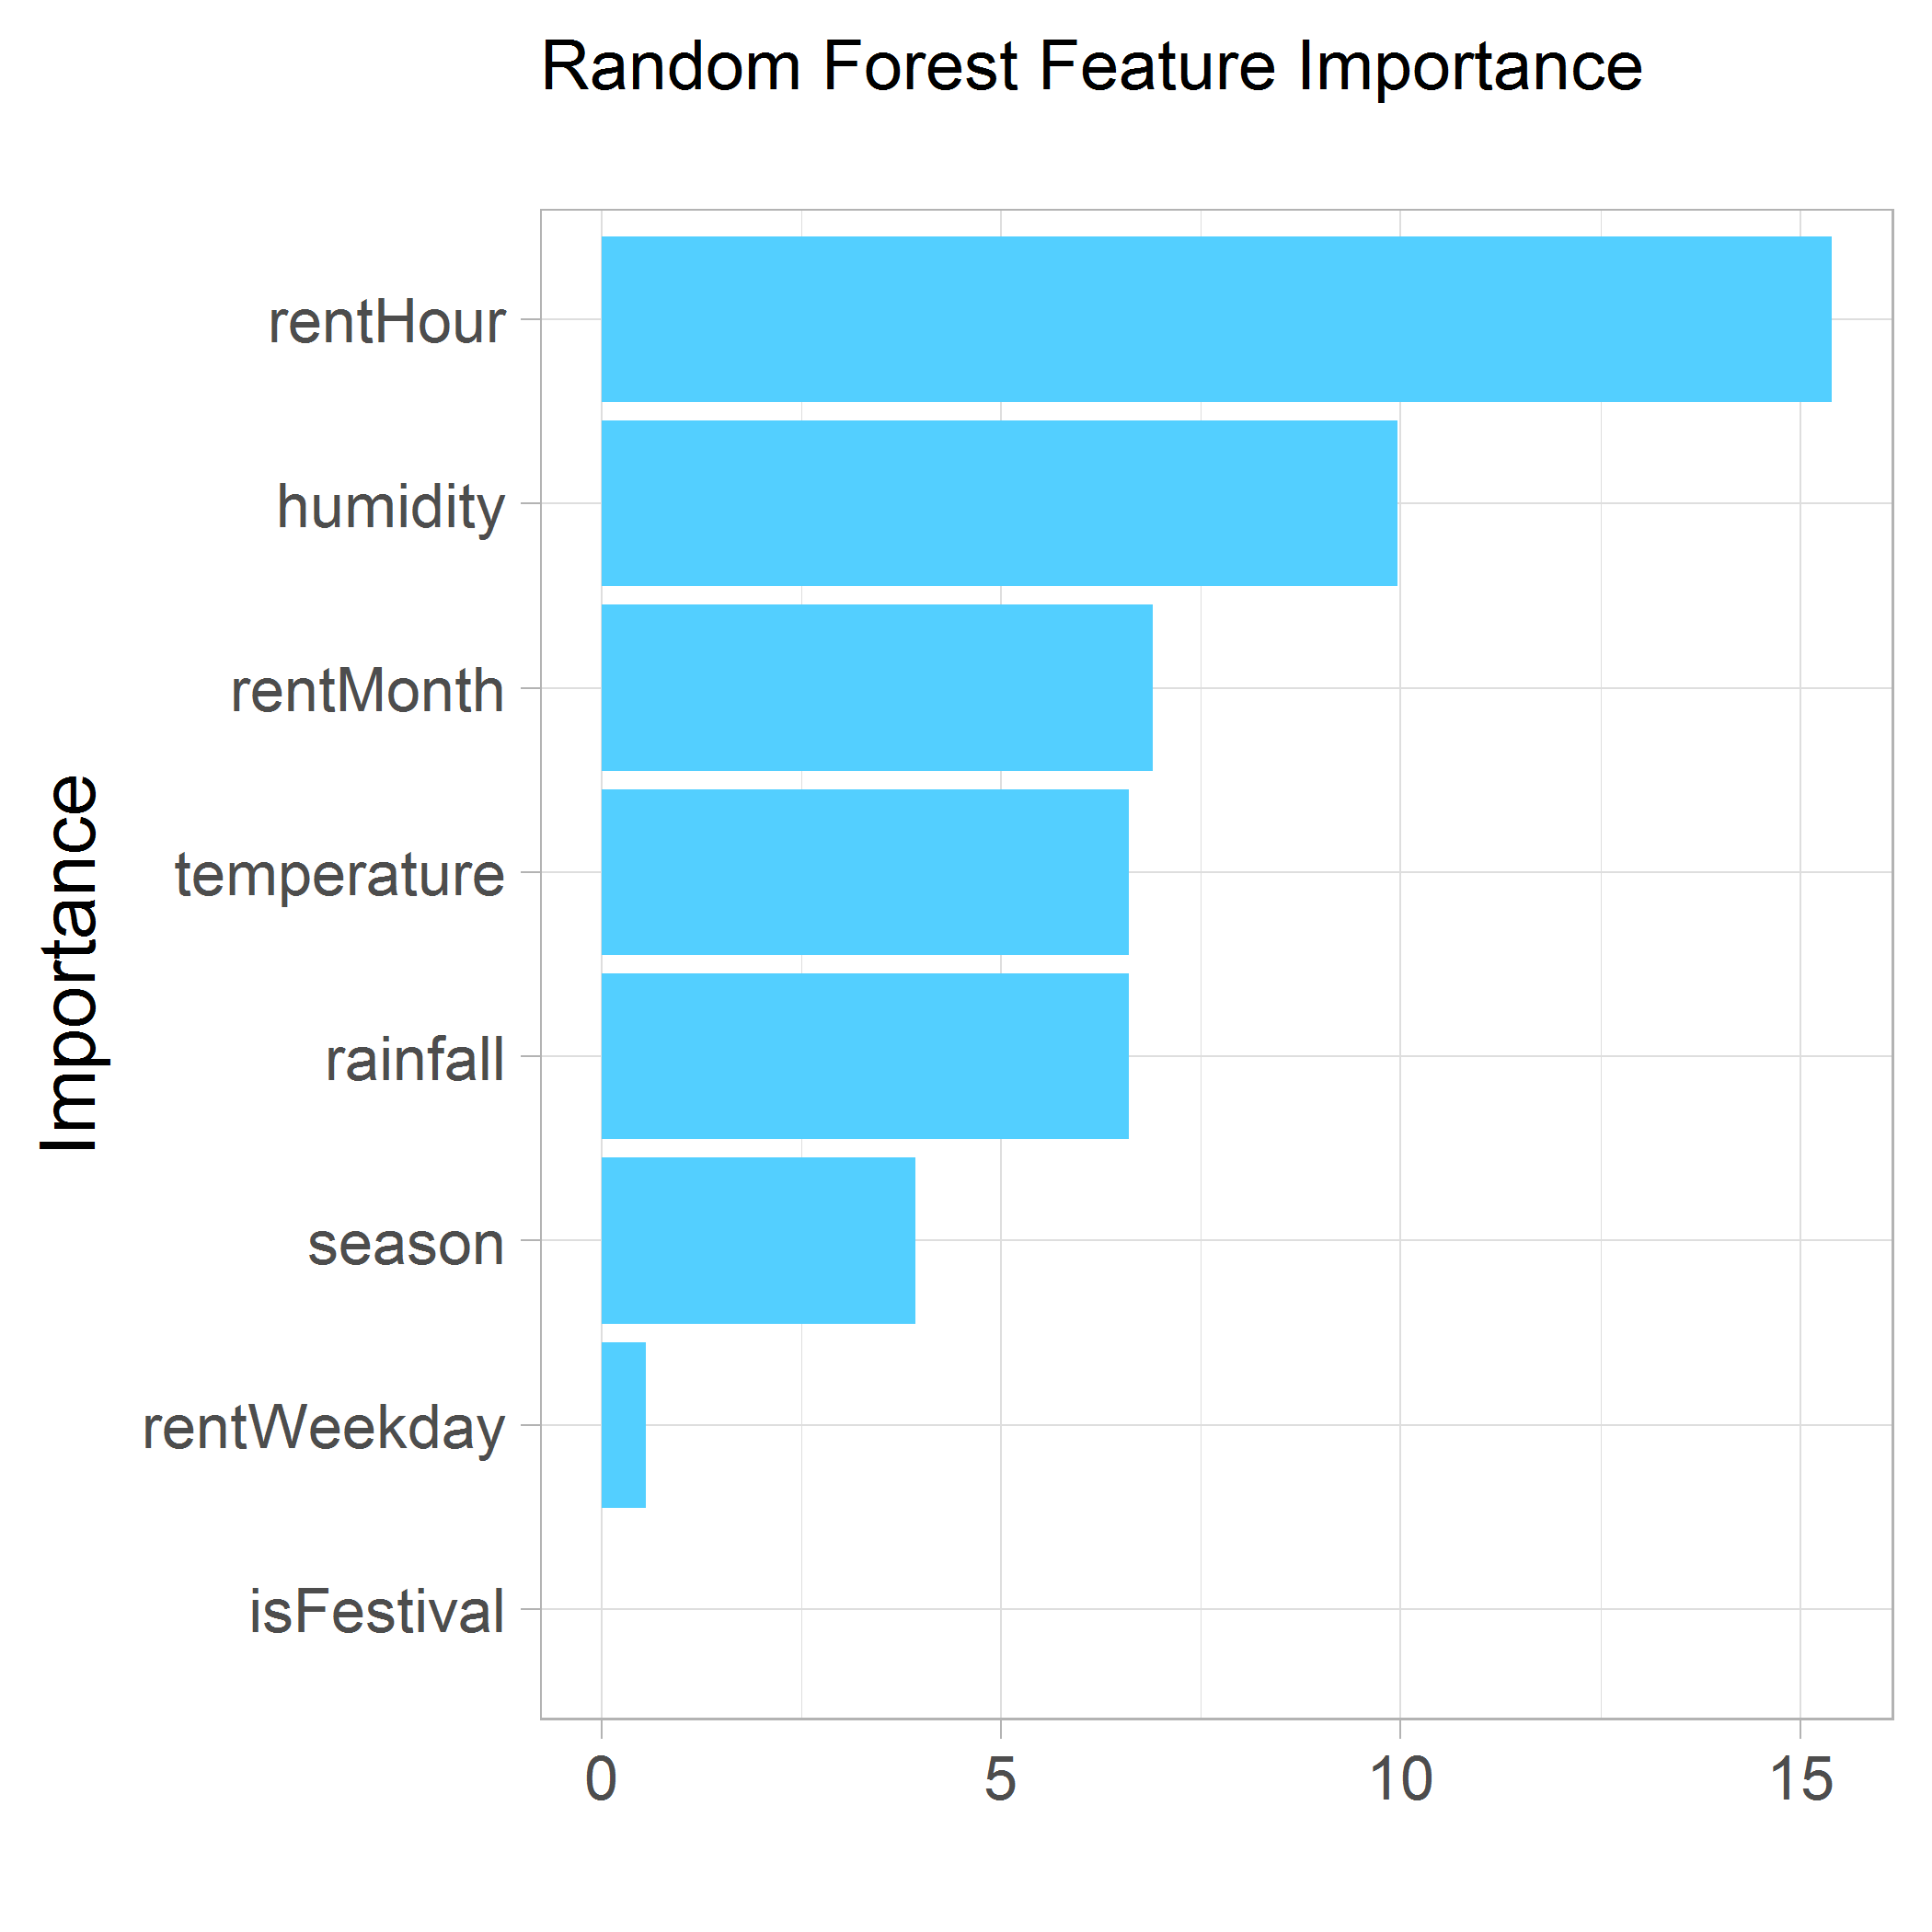 Random Forest Feature Importance
Importance
rentHour
humidity
rentMonth
temperature
rainfall
season
rentWeekday
isFestival
0 5 10 15